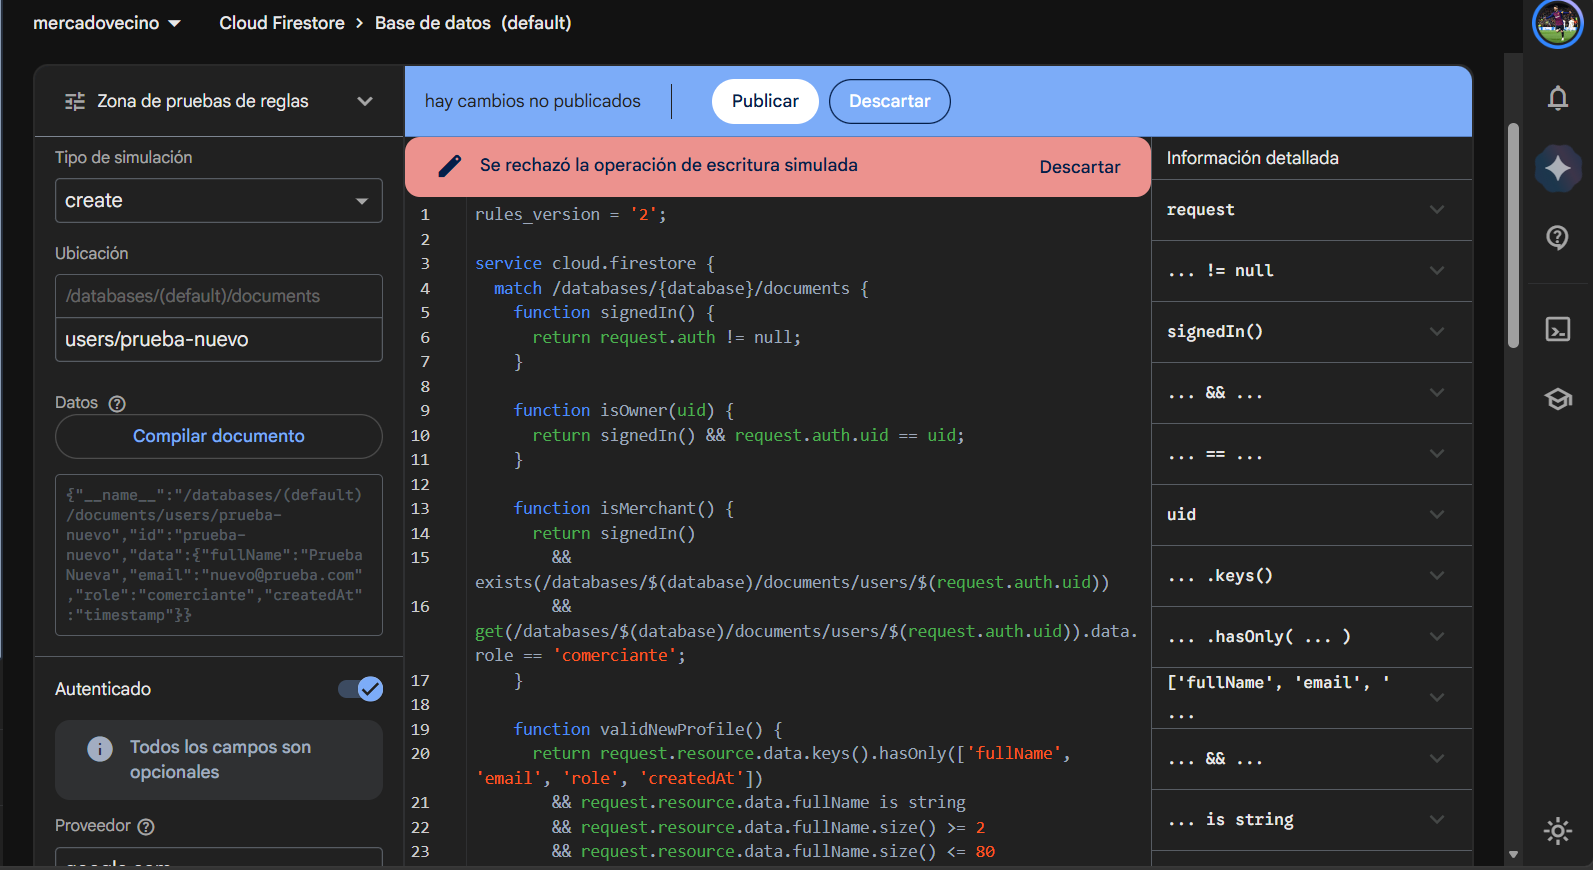 mercadovecino
Cloud Firestore > Base de datos (default)
Zona de pruebas de reglas
hay cambios no publicados
Publicar
Descartar
Tipo de simulación
create
Ubicación
/databases/(default)/documents
users/prueba-nuevo
Datos
Compilar documento
{"__name__":"/databases/(default)
/documents/users/prueba-
nuevo","id":"prueba-
nuevo","data":{"fullName":"Prueba
Nueva","email":"nuevo@prueba.com"
,"role":"comerciante","createdAt"
:"timestamp"}}
Autenticado
Todos los campos son
opcionales
Proveedor
google.com
Se rechazó la operación de escritura simulada
Descartar
1 rules_version = '2';
2
3 service cloud.firestore {
4 match /databases/{database}/documents {
5 function signedIn() {
6 return request.auth != null;
7 }
8
9 function isOwner(uid) {
10 return signedIn() && request.auth.uid == uid;
11 }
12
13 function isMerchant() {
14 return signedIn()
15 &&
exists(/databases/$(database)/documents/users/$(request.auth.uid))
16 &&
get(/databases/$(database)/documents/users/$(request.auth.uid)).data.
role == 'comerciante';
17 }
18
19 function validNewProfile() {
20 return request.resource.data.keys().hasOnly(['fullName',
'email', 'role', 'createdAt'])
21 && request.resource.data.fullName is string
22 && request.resource.data.fullName.size() >= 2
23 && request.resource.data.fullName.size() <= 80
Información detallada
request
... != null
signedIn()
... && ...
... == ...
uid
... .keys()
... .hasOnly( ... )
['fullName', 'email', '
...
... && ...
... is string